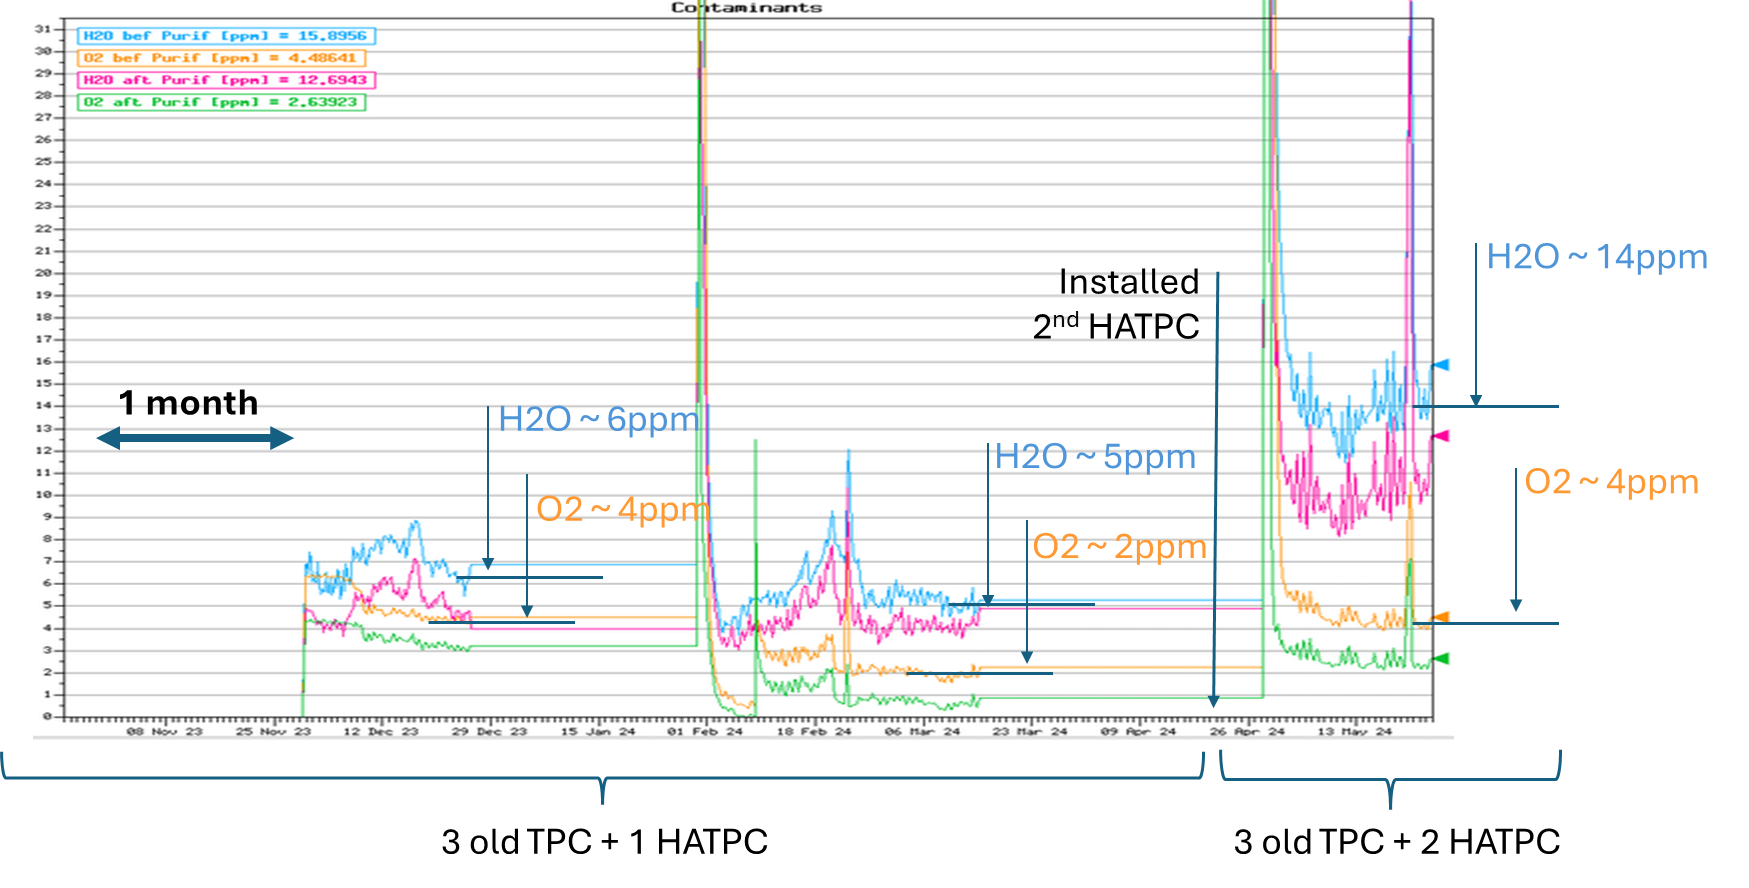 Contaminants
31
30
29
28
27
26
25
24
23
22
21
20
19
18
17
16
15
14
13
12
11
10
9
8
7
6
5
4
3
2
1
0
H2O bef Purif [ppm] = 15,8956
O2 bef Purif [ppm] = 4,48641
H2O aft Purif [ppm] = 12,6943
O2 aft Purif [ppm] = 2,63923
1 month
H2O ~ 6ppm
O2 ~ 4ppm
H2O ~ 5ppm
O2 ~ 2ppm
Installed
2nd HATPC
H2O ~ 14ppm
O2 ~ 4ppm
08 Nov 23 25 Nov 23 12 Dec 23 29 Dec 23 15 Jan 24 01 Feb 24 18 Feb 24 06 Mar 24 23 Mar 24 09 Apr 24 26 Apr 24 13 May 24
3 old TPC + 1 HATPC
3 old TPC + 2 HATPC